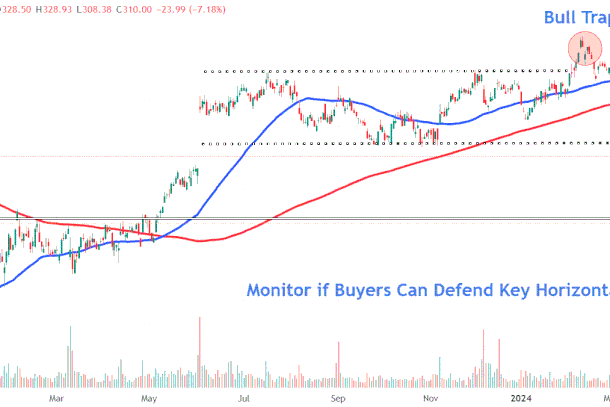 O328.50 H328.93 L308.38 C310.00 −23.99 (−7.18%)
Bull Trap
Monitor if Buyers Can Defend Key Horizonta
Mar May Jul Sep Nov 2024 M